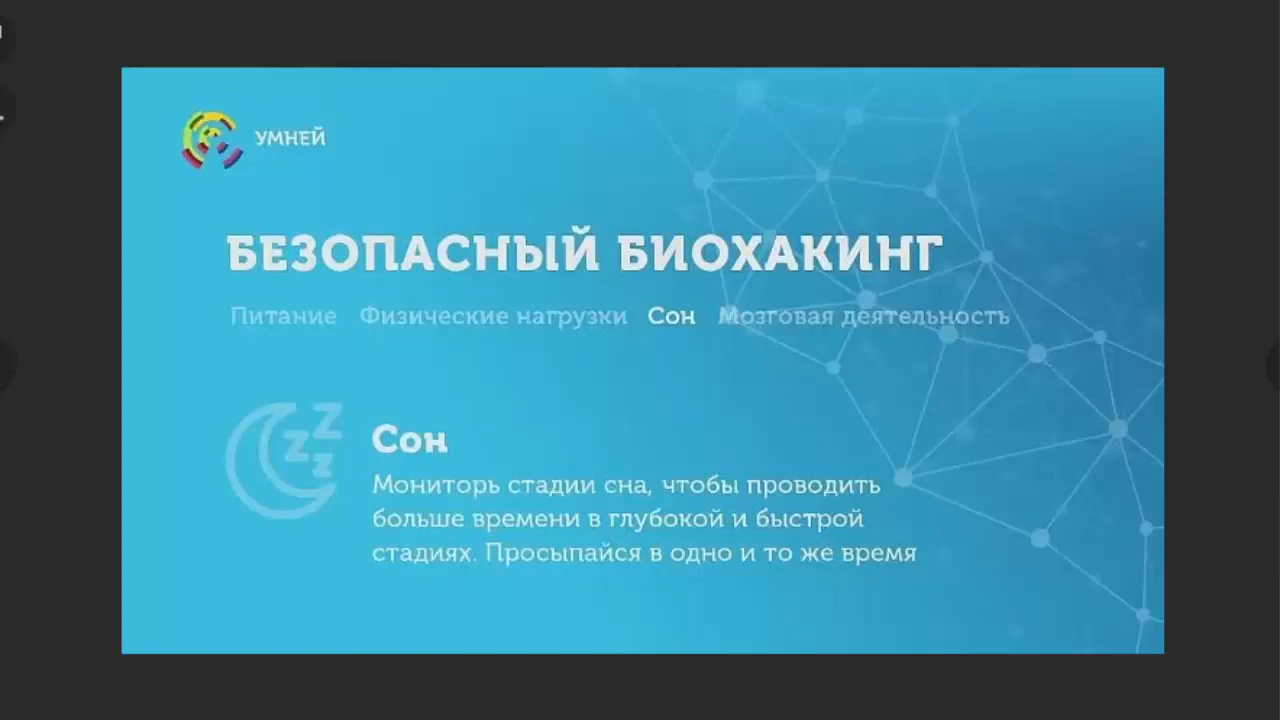 УМНЕЙ
БЕЗОПАСНЫЙ БИОХАКИНГ
Питание Физические нагрузки Сон Мозговая деятельность
Сон
Мониторь стадии сна, чтобы проводить
больше времени в глубокой и быстрой
стадиях. Просыпайся в одно и то же время